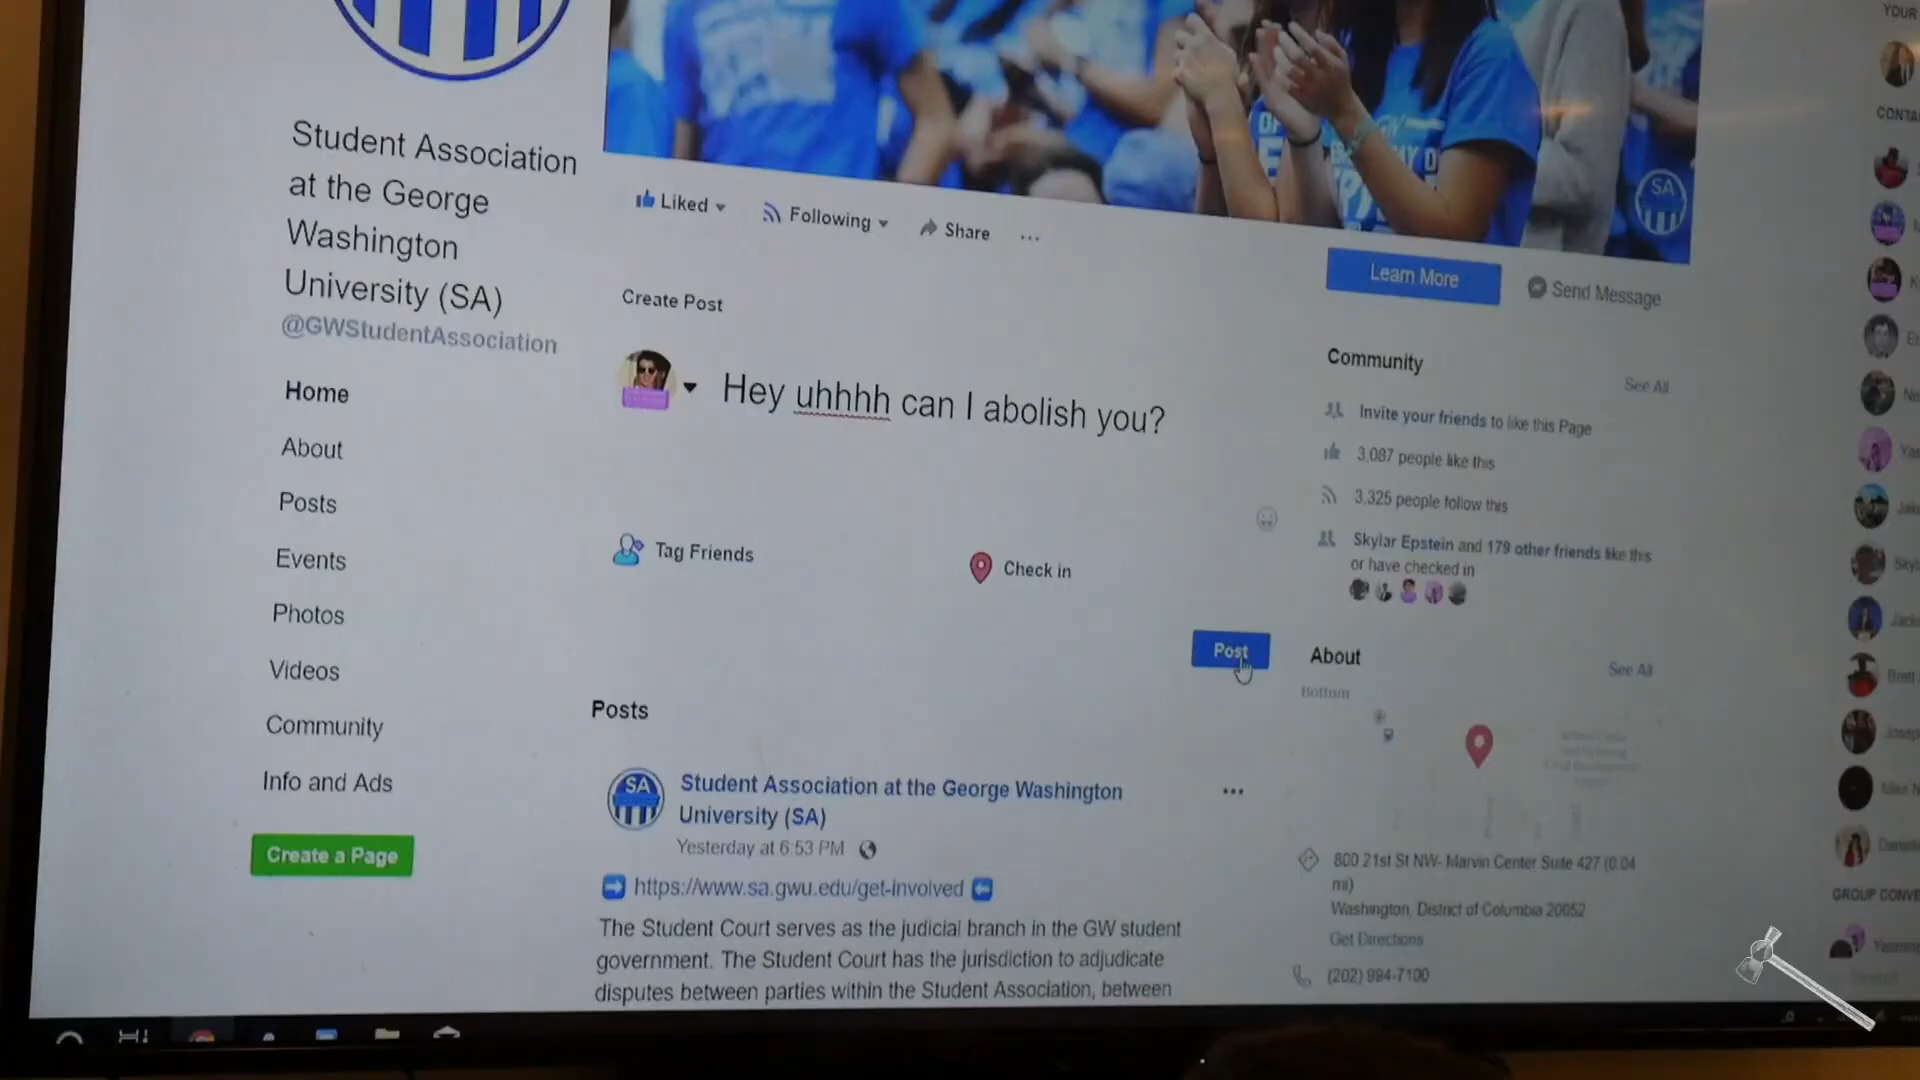 Student Association
at the George
Washington
University (SA)
@GWStudentAssociation
Home
About
Posts
Events
Photos
Videos
Community
Info and Ads
Create a Page
SA
Liked
Following
Share
...
Learn More
Send Message
Create Post
Hey uhhhh can I abolish you?
Tag Friends
Check in
Post
Posts
SA
Student Association at the George Washington
University (SA)
Yesterday at 6:53 PM
...
https://www.sa.gwu.edu/get-involved
The Student Court serves as the judicial branch in the GW student
government. The Student Court has the jurisdiction to adjudicate
disputes between parties within the Student Association, between
Community
See All
Invite your friends to like this Page
3,087 people like this
3,325 people follow this
Skylar Epstein and 179 other friends like this
or have checked in
About
See All
Bottom
800 21st St NW- Marvin Center Suite 427 (0.04
mi)
Washington, District of Columbia 20052
Get Directions
(202) 994-7100
YOUR
CONTA
Brett
GROUP CONVE